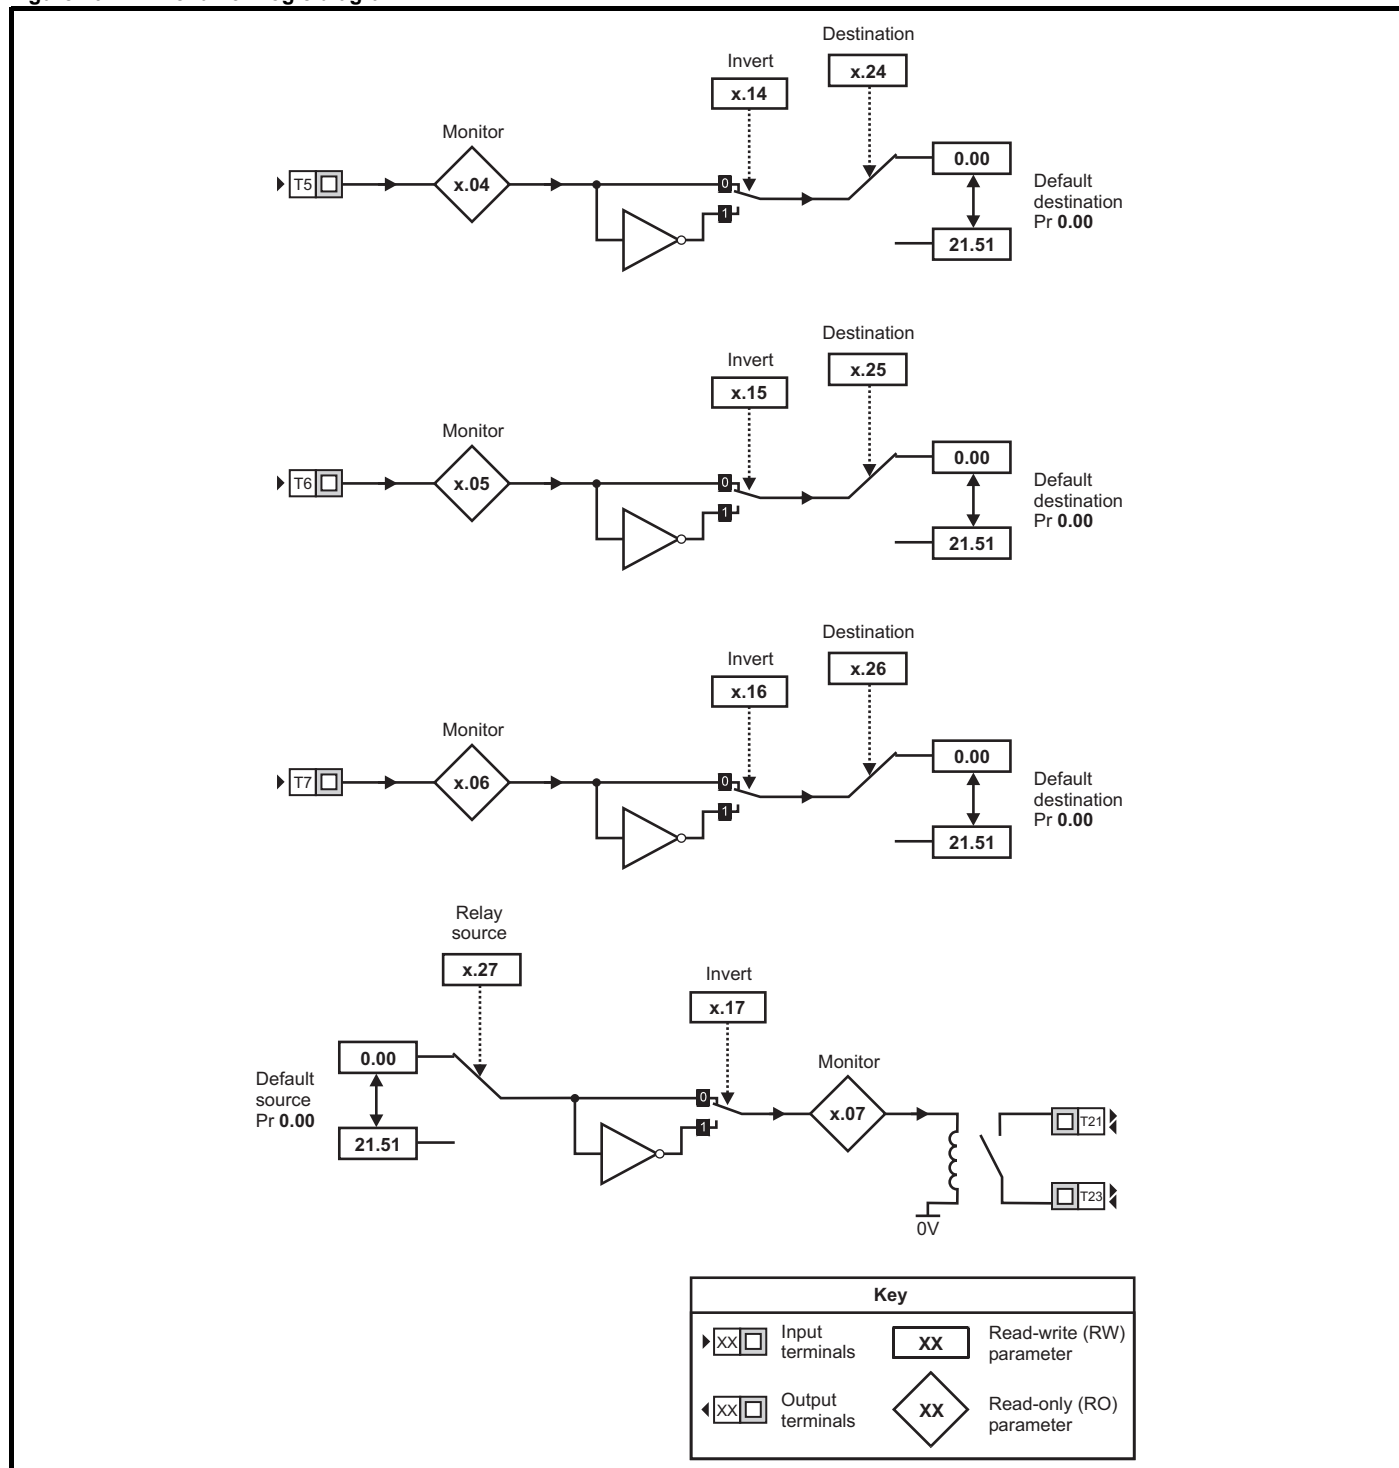 Destination
x.24
Invert
x.14
Monitor
T5
x.04
0
1
0.00
21.51
Default
destination
Pr 0.00
Destination
x.25
Invert
x.15
Monitor
T6
x.05
0
1
0.00
21.51
Default
destination
Pr 0.00
Destination
x.26
Invert
x.16
Monitor
T7
x.06
0
1
0.00
21.51
Default
destination
Pr 0.00
Relay
source
x.27
Invert
x.17
Default
source
Pr 0.00
0.00
21.51
0
1
Monitor
x.07
T21
T23
0V
Key
XX
Input
terminals
XX
Read-write (RW)
parameter
XX
Output
terminals
XX
Read-only (RO)
parameter